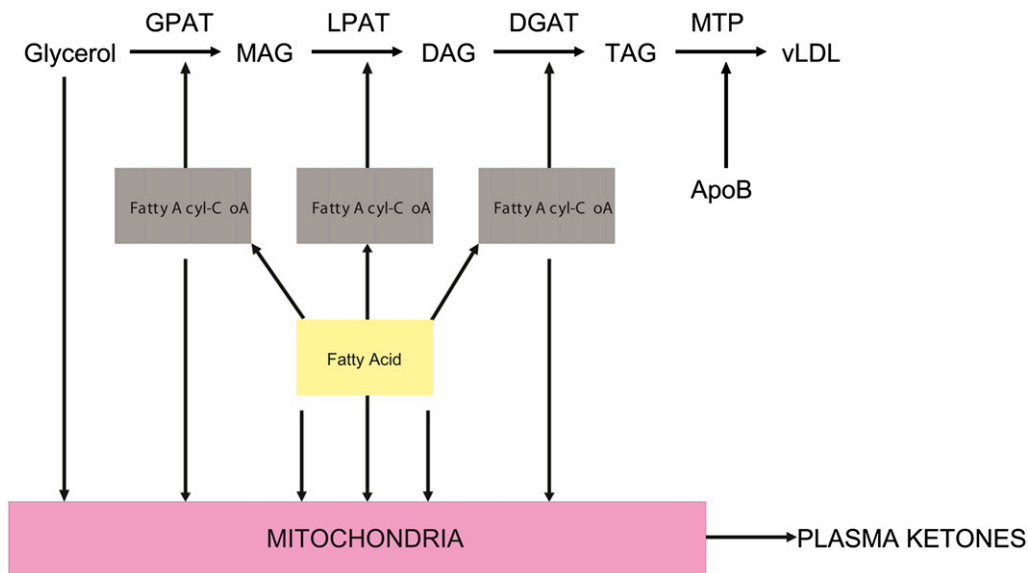 GPAT LPAT DGAT MTP
Glycerol MAG DAG TAG vLDL
ApoB
Fatty A cyl-C oA Fatty A cyl-C oA Fatty A cyl-C oA
Fatty Acid
MITOCHONDRIA PLASMA KETONES